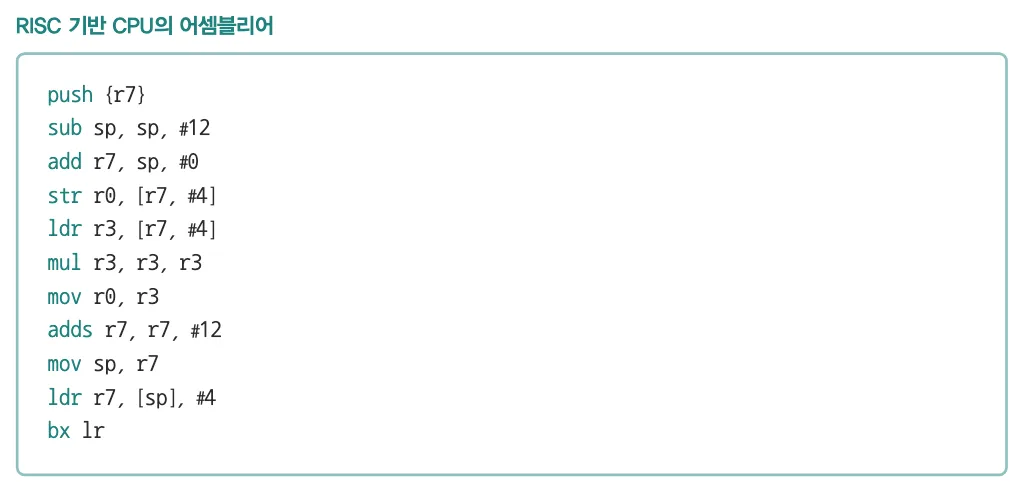 RISC 기반 CPU의 어셈블리어
push {r7}
sub sp, sp, #12
add r7, sp, #0
str r0, [r7, #4]
ldr r3, [r7, #4]
mul r3, r3, r3
mov r0, r3
adds r7, r7, #12
mov sp, r7
ldr r7, [sp], #4
bx lr